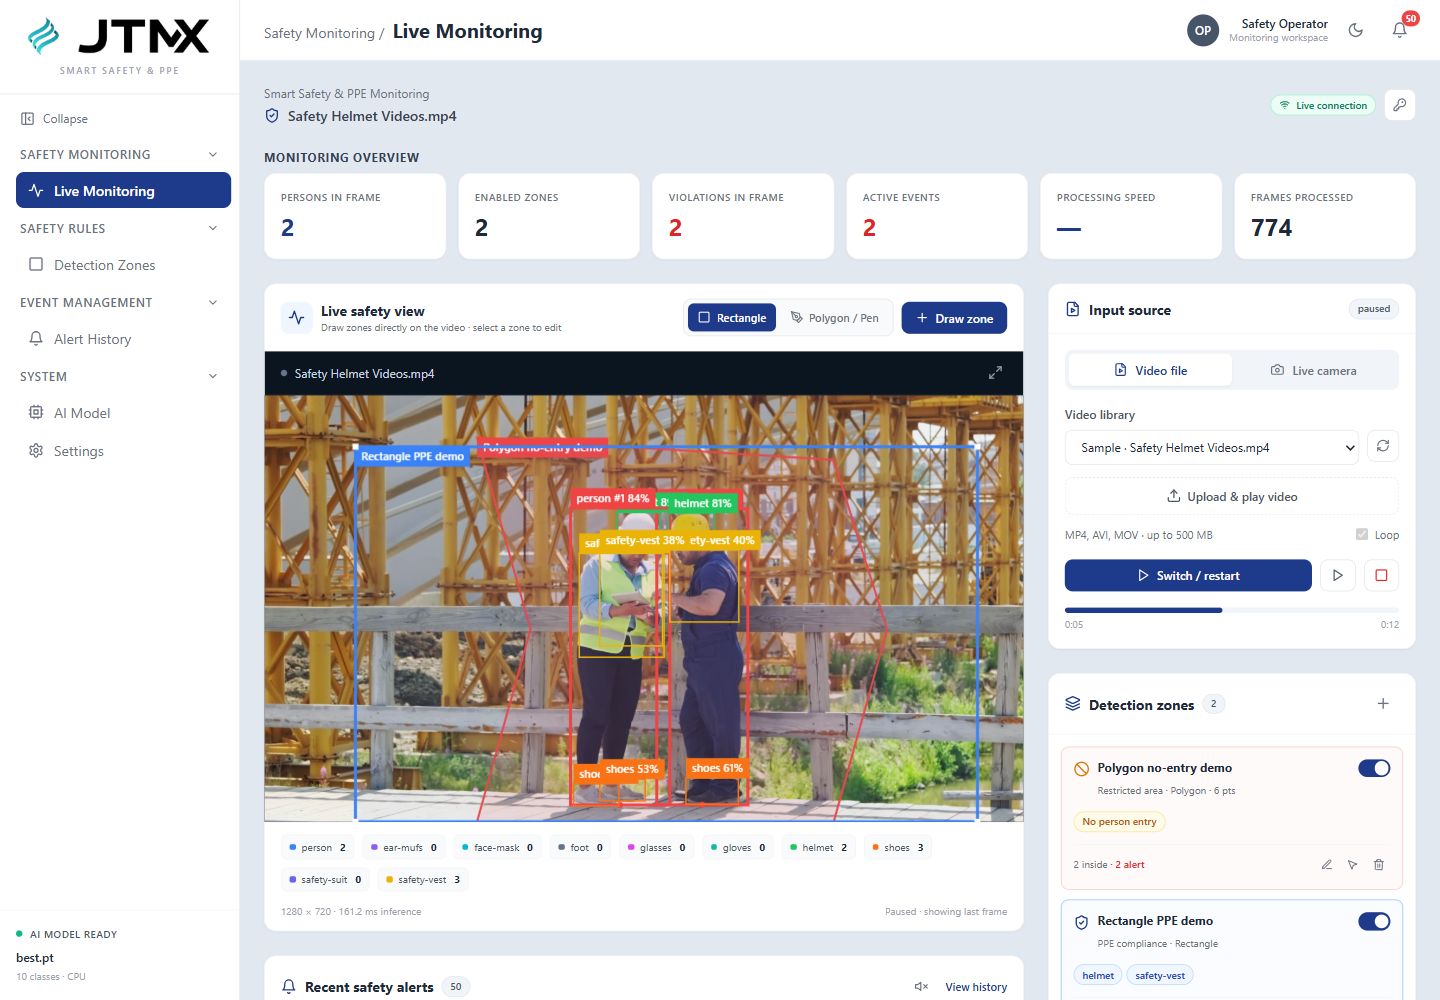 JTMX
SMART SAFETY & PPE
Collapse
SAFETY MONITORING
Live Monitoring
SAFETY RULES
Detection Zones
EVENT MANAGEMENT
Alert History
SYSTEM
AI Model
Settings
AI MODEL READY
best.pt
10 classes · CPU
Safety Monitoring / Live Monitoring
OP
Safety Operator
Monitoring workspace
50
Smart Safety & PPE Monitoring
Safety Helmet Videos.mp4
Live connection
MONITORING OVERVIEW
PERSONS IN FRAME
2
ENABLED ZONES
2
VIOLATIONS IN FRAME
2
ACTIVE EVENTS
2
PROCESSING SPEED
—
FRAMES PROCESSED
774
Live safety view
Draw zones directly on the video · select a zone to edit
Rectangle
Polygon / Pen
Draw zone
Safety Helmet Videos.mp4
Polygon no-entry demo
Rectangle PPE demo
person #1 84%
helmet 81%
safety-vest 38%
ety-vest 40%
shoes 53%
shoes 61%
person 2
ear-mufs 0
face-mask 0
foot 0
glasses 0
gloves 0
helmet 2
shoes 3
safety-suit 0
safety-vest 3
1280 × 720 · 161.2 ms inference
Paused · showing last frame
Recent safety alerts 50
View history
Input source
paused
Video file
Live camera
Video library
Sample · Safety Helmet Videos.mp4
Upload & play video
MP4, AVI, MOV · up to 500 MB
Loop
Switch / restart
0:05
0:12
Detection zones 2
Polygon no-entry demo
Restricted area · Polygon · 6 pts
No person entry
2 inside · 2 alert
Rectangle PPE demo
PPE compliance · Rectangle
helmet
safety-vest